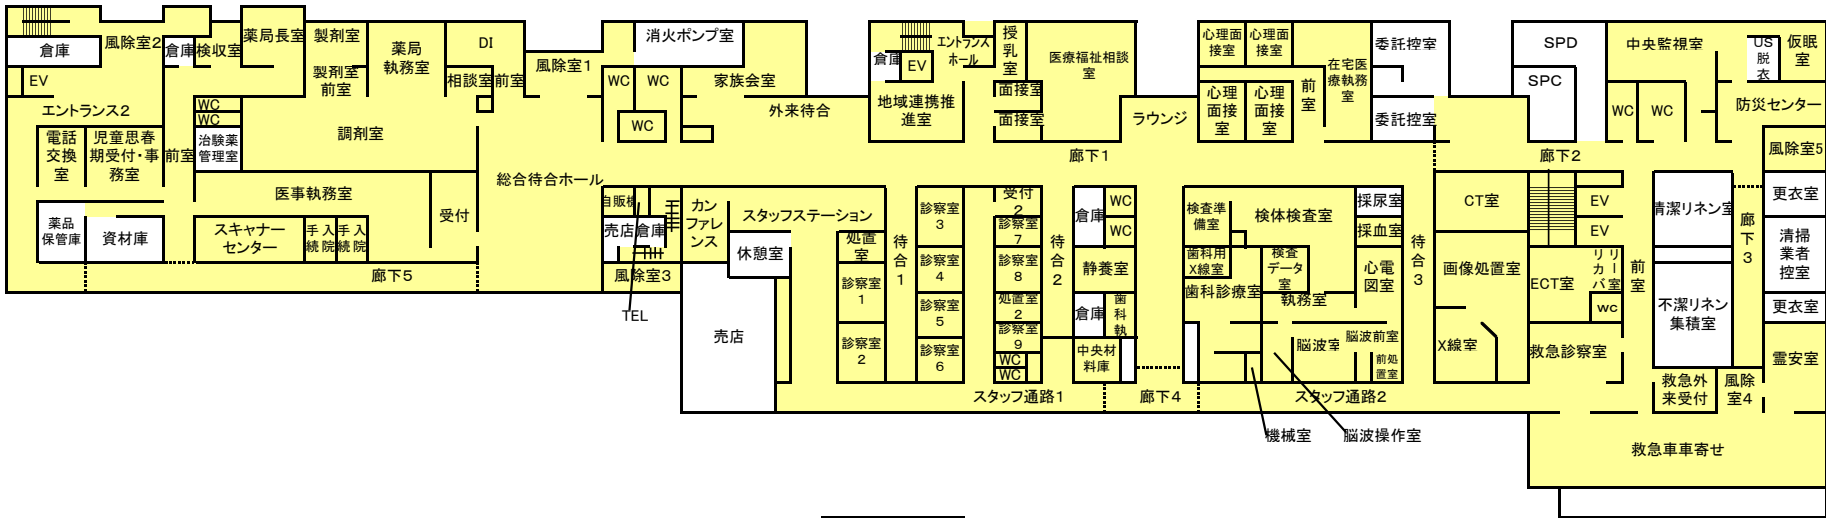 倉庫
EV
エントランス2
風除室2
倉庫
検収室
薬局長室
製剤室
製剤室
前室
薬局
執務室
DI
相談室
前室
風除室1
WC
WC
WC
消火ポンプ室
家族会室
外来待合
倉庫
EV
エントランス
ホール
地域連携推
進室
授
乳
室
面接室
面接室
医療福祉相談
室
ラウンジ
心理面
接室
心理面
接室
心理
面接
室
心理
面接
室
前
室
在宅医
療執務
室
委託控室
委託控室
SPD
SPC
中央監視室
WC
WC
US
脱
衣
仮眠
室
防災センター
電話
交換
室
児童思春
期受付・事
務室
前室
WC
WC
治験薬
管理室
調剤室
医事執務室
受付
総合待合ホール
廊下1
廊下2
風除室5
薬品
保管庫
資材庫
スキャナー
センター
手 入
続 院
手 入
続 院
廊下5
自販機
売店
倉庫
風除室3
TEL
カン
ファレ
ンス
スタッフステーション
休憩室
売店
処置
室
診察室
1
診察室
2
待
合
1
診察室
3
診察室
4
診察室
5
診察室
6
受付
2
診察室
7
診察室
8
処置室
2
診察室
9
WC
WC
待
合
2
倉庫
WC
WC
静養室
倉庫
歯
科
執
中央材
料庫
スタッフ通路1
廊下4
検査準
備室
検体検査室
歯科用
X線室
歯科診療室
検査
データ
室
執務室
採尿室
採血室
心電
図室
脳波室
脳波前室
前処
置室
スタッフ通路2
機械室
脳波操作室
待
合
3
CT室
画像処置室
X線室
EV
EV
ECT室
リカバ
リー室
WC
救急診察室
前
室
清潔リネン室
不潔リネン
集積室
廊
下
3
更衣室
清掃
業者
控室
更衣室
霊安室
救急外
来受付
風除
室4
救急車車寄せ